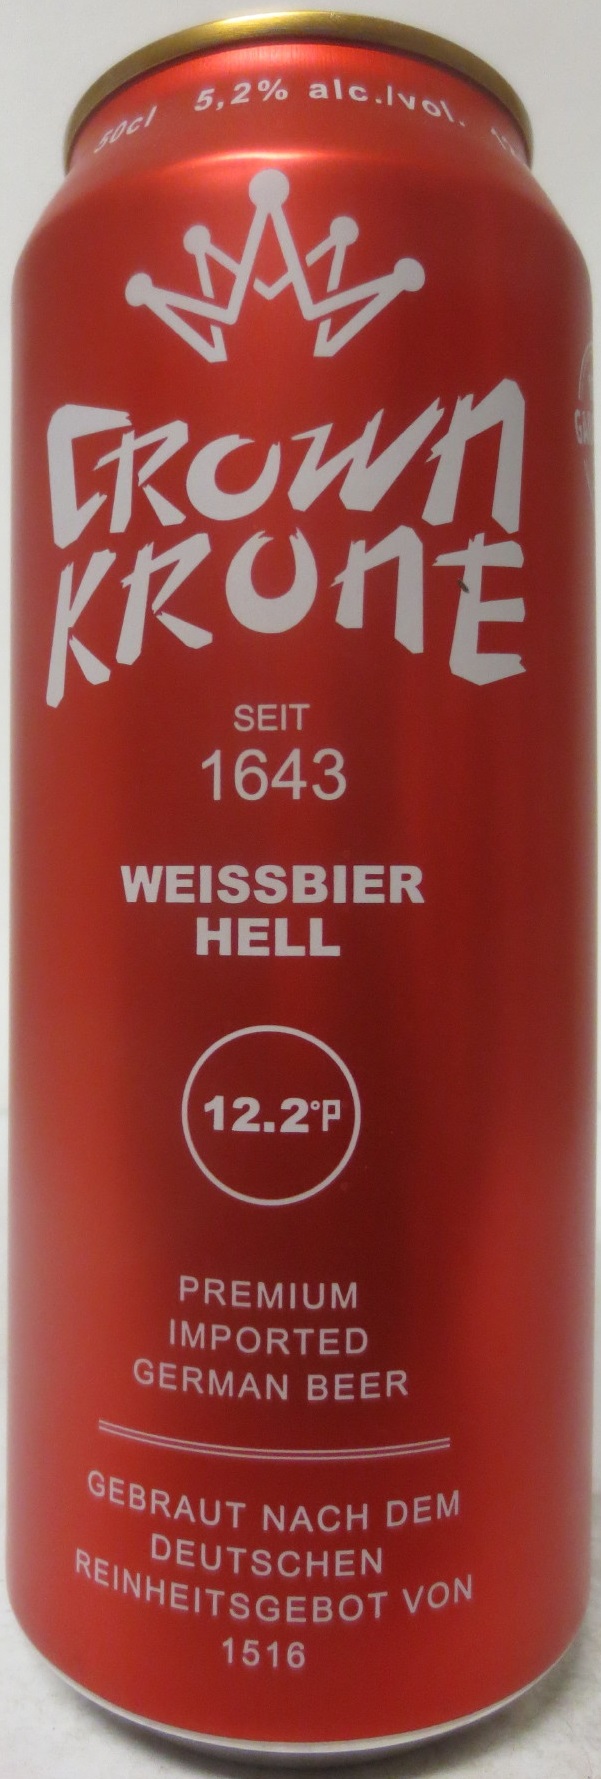 50cl 5,2% alc./vol.
CROWN
KRONE
SEIT
1643
WEISSBIER
HELL
12.2°P
PREMIUM
IMPORTED
GERMAN BEER
GEBRAUT NACH DEM
DEUTSCHEN
REINHEITSGEBOT VON
1516